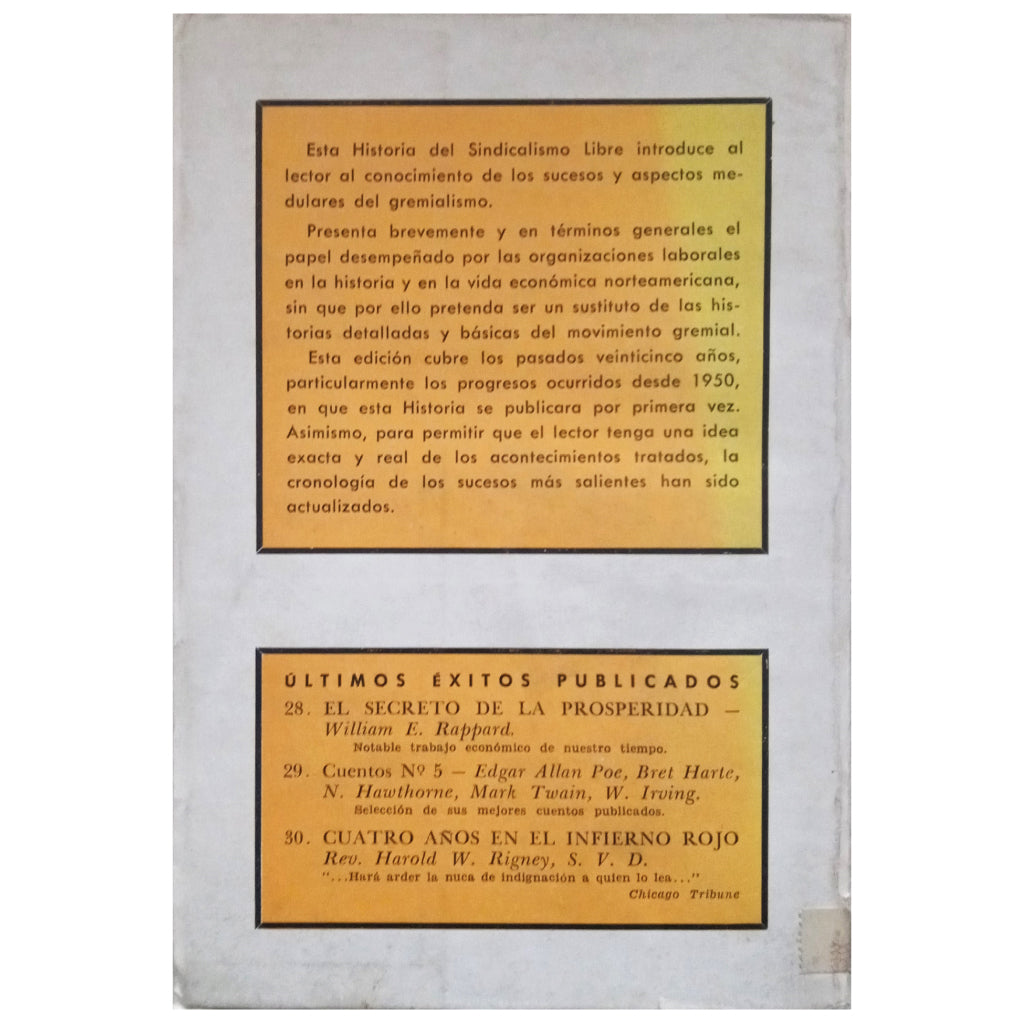 Esta Historia del Sindicalismo Libre introduce al
lector al conocimiento de los sucesos y aspectos me-
dulares del gremialismo.
Presenta brevemente y en términos generales el
papel desempeñado por las organizaciones laborales
en la historia y en la vida económica norteamericana,
sin que por ello pretenda ser un sustituto de las his-
torias detalladas y básicas del movimiento gremial.
Esta edición cubre los pasados veinticinco años,
particularmente los progresos ocurridos desde 1950,
en que esta Historia se publicara por primera vez.
Asimismo, para permitir que el lector tenga una idea
exacta y real de los acontecimientos tratados, la
cronología de los sucesos más salientes han sido
actualizados.
ÚLTIMOS ÉXITOS PUBLICADOS
28. EL SECRETO DE LA PROSPERIDAD —
William E. Rappard.
Notable trabajo económico de nuestro tiempo.
29. Cuentos Nº 5 — Edgar Allan Poe, Bret Harte,
N. Hawthorne, Mark Twain, W. Irving.
Selección de sus mejores cuentos publicados.
30. CUATRO AÑOS EN EL INFIERNO ROJO
Rev. Harold W. Rigney, S. V. D.
"...Hará arder la nuca de indignación a quien lo lea..."
Chicago Tribune